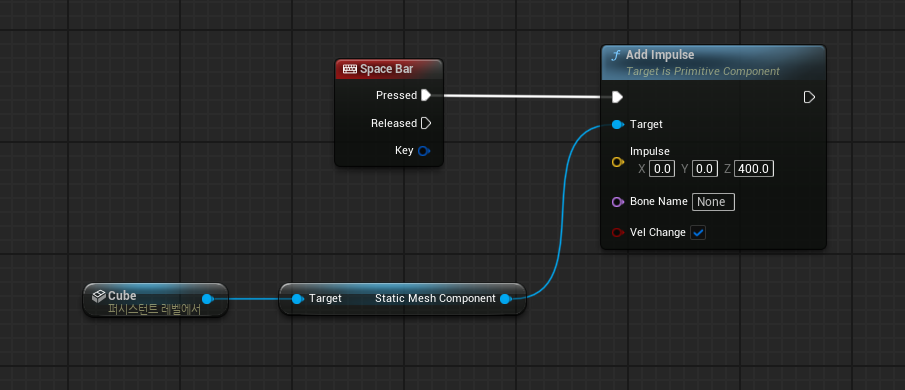 Space Bar
Pressed
Released
Key
f Add Impulse
Target is Primitive Component
Target
Impulse
X 0.0 Y 0.0 Z 400.0
Bone Name None
Vel Change
Cube
퍼시스턴트 레벨에서
Target Static Mesh Component